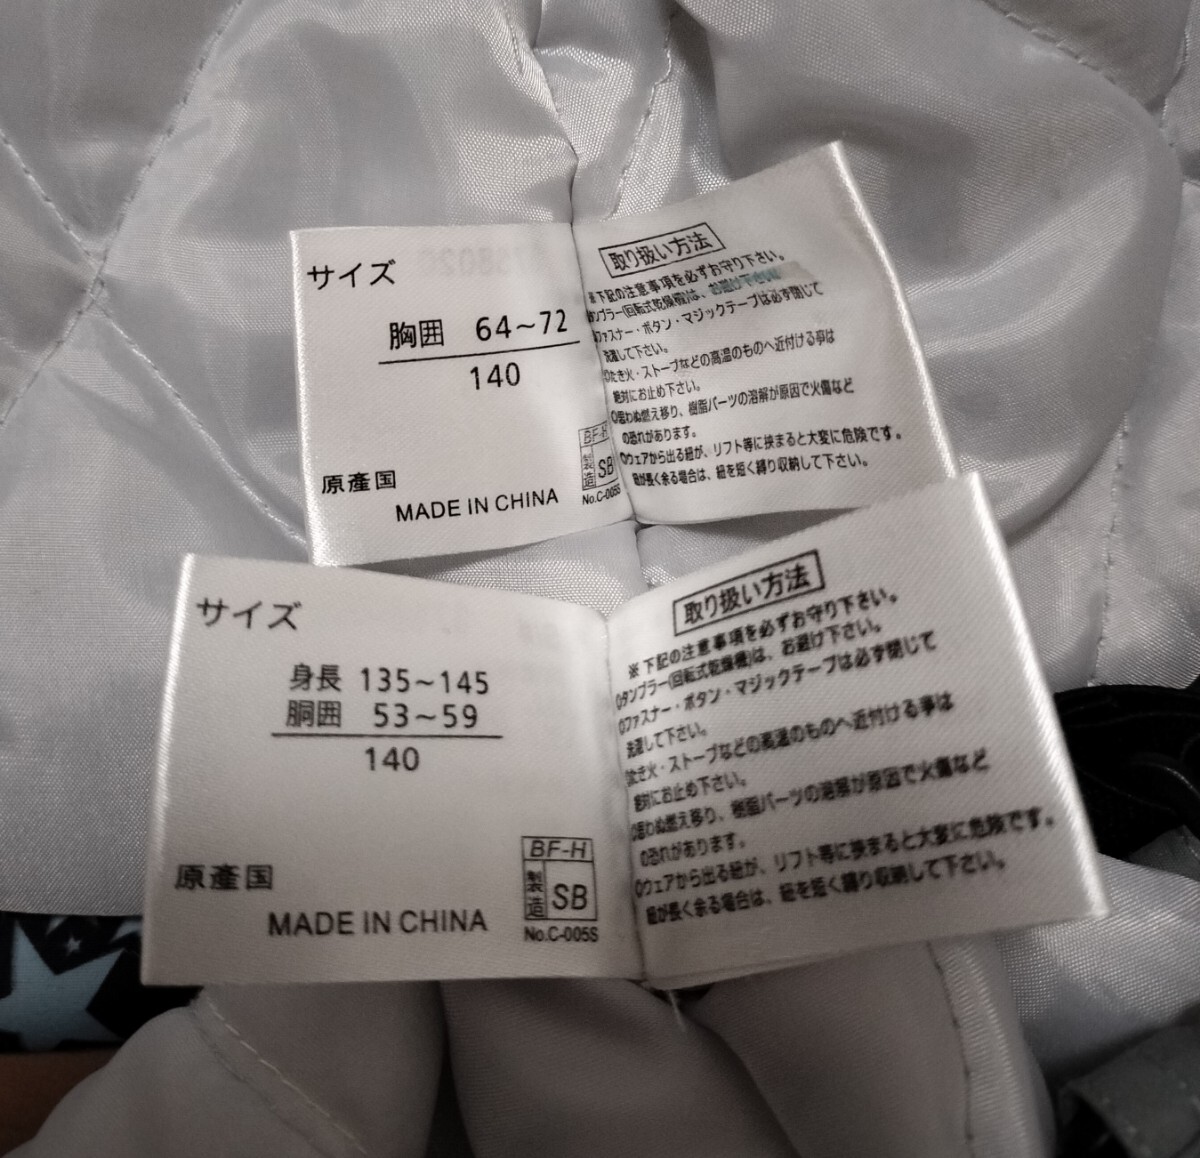 サイズ
胸囲 64～72
140
原産国
MADE IN CHINA
BF-H
製造 SB
No.C-005S
取り扱い方法
※下記の注意事項を必ずお守り下さい。
タンブラー(回転式乾燥機)は、お避け下さい。
ファスナー・ボタン・マジックテープは必ず閉じて
洗濯して下さい。
たき火・ストーブなどの高温のものへ近付ける事は
絶対にお止め下さい。
思わぬ燃え移り、樹脂パーツの溶解が原因で火傷など
の恐れがあります。
ウェアから出る紐が、リフト等に挟まると大変に危険です。
紐が長く余る場合は、紐を短く縛り収納して下さい。
サイズ
身長 135～145
胴囲 53～59
140
原産国
MADE IN CHINA
BF-H
製造 SB
No.C-005S
取り扱い方法
※下記の注意事項を必ずお守り下さい。
タンブラー(回転式乾燥機)は、お避け下さい。
ファスナー・ボタン・マジックテープは必ず閉じて
洗濯して下さい。
たき火・ストーブなどの高温のものへ近付ける事は
絶対にお止め下さい。
思わぬ燃え移り、樹脂パーツの溶解が原因で火傷など
の恐れがあります。
ウェアから出る紐が、リフト等に挟まると大変に危険です。
紐が長く余る場合は、紐を短く縛り収納して下さい。